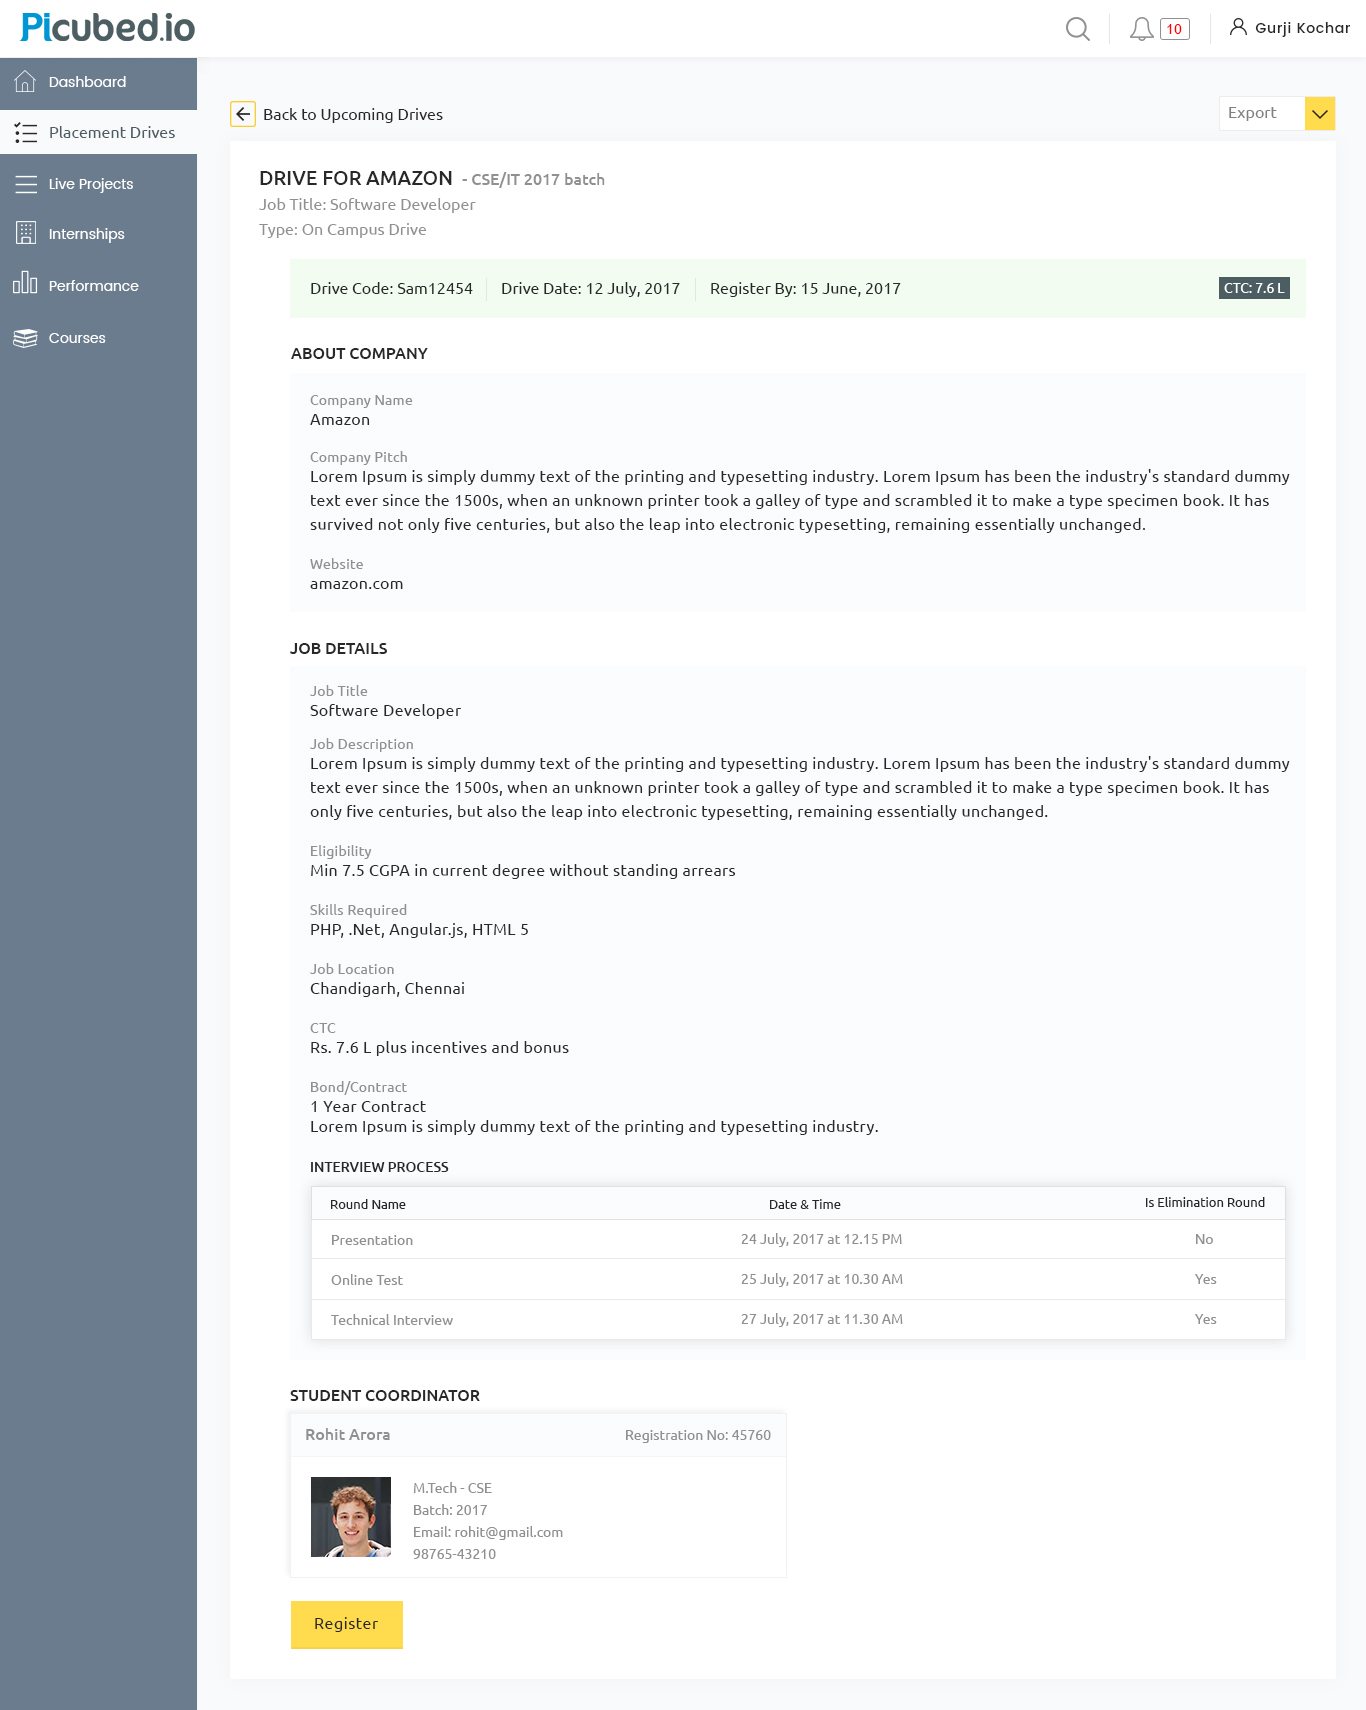 Picubed.io
10
Gurji Kochar
Dashboard
Placement Drives
Live Projects
Internships
Performance
Courses
Back to Upcoming Drives
Export
DRIVE FOR AMAZON - CSE/IT 2017 batch
Job Title: Software Developer
Type: On Campus Drive
Drive Code: Sam12454
Drive Date: 12 July, 2017
Register By: 15 June, 2017
CTC: 7.6 L
ABOUT COMPANY
Company Name
Amazon
Company Pitch
Lorem Ipsum is simply dummy text of the printing and typesetting industry. Lorem Ipsum has been the industry's standard dummy
text ever since the 1500s, when an unknown printer took a galley of type and scrambled it to make a type specimen book. It has
survived not only five centuries, but also the leap into electronic typesetting, remaining essentially unchanged.
Website
amazon.com
JOB DETAILS
Job Title
Software Developer
Job Description
Lorem Ipsum is simply dummy text of the printing and typesetting industry. Lorem Ipsum has been the industry's standard dummy
text ever since the 1500s, when an unknown printer took a galley of type and scrambled it to make a type specimen book. It has
only five centuries, but also the leap into electronic typesetting, remaining essentially unchanged.
Eligibility
Min 7.5 CGPA in current degree without standing arrears
Skills Required
PHP, .Net, Angular.js, HTML 5
Job Location
Chandigarh, Chennai
CTC
Rs. 7.6 L plus incentives and bonus
Bond/Contract
1 Year Contract
Lorem Ipsum is simply dummy text of the printing and typesetting industry.
INTERVIEW PROCESS
Round Name Date & Time Is Elimination Round
Presentation 24 July, 2017 at 12.15 PM No
Online Test 25 July, 2017 at 10.30 AM Yes
Technical Interview 27 July, 2017 at 11.30 AM Yes
STUDENT COORDINATOR
Rohit Arora Registration No: 45760
M.Tech - CSE
Batch: 2017
Email: rohit@gmail.com
98765-43210
Register